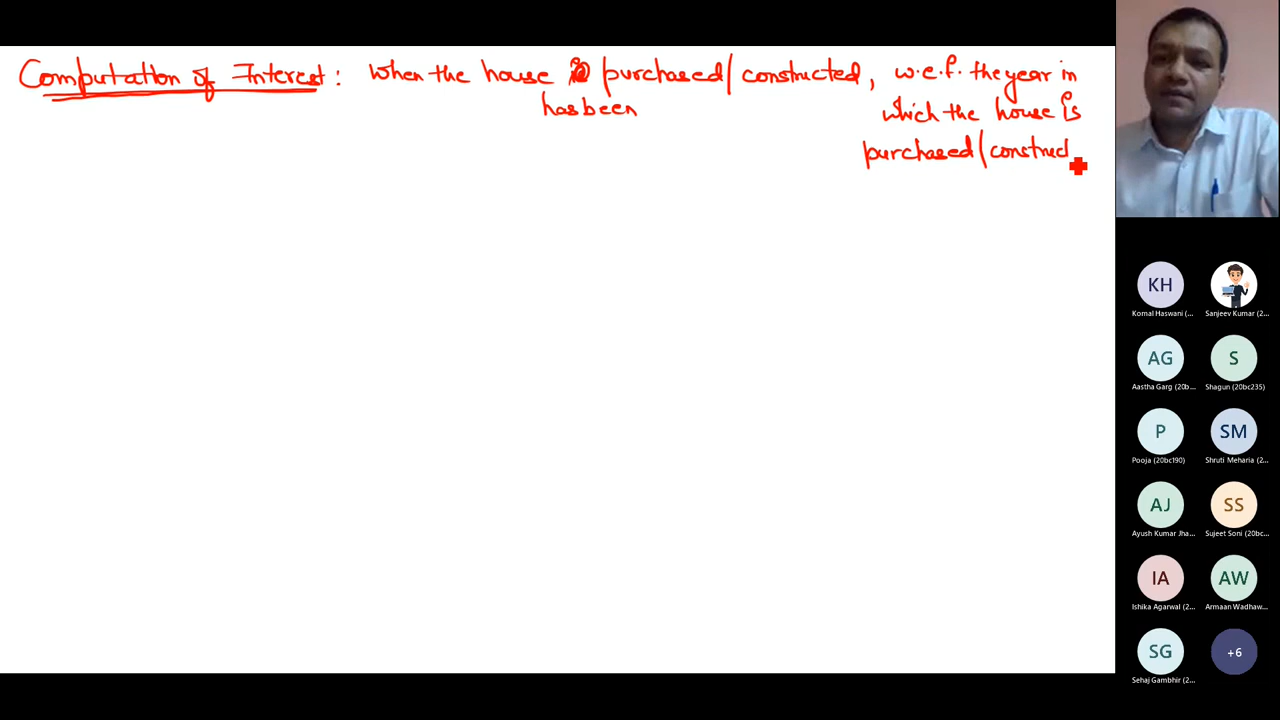 Computation of Interest: When the house purchased/constructed, w.e.f. the year in
has been
which the house is
purchased/construc
KH
Komal Haswani (...
Sanjeev Kumar (2...
AG
Aastha Garg (20b...
S
Shagun (20bc235)
P
Pooja (20bc190)
SM
Shruti Meharia (2...
AJ
Ayush Kumar Jha...
SS
Sujeet Soni (20bc...
IA
Ishika Agarwal (2...
AW
Armaan Wadhaw...
SG
Sehaj Gambhir (2...
+6